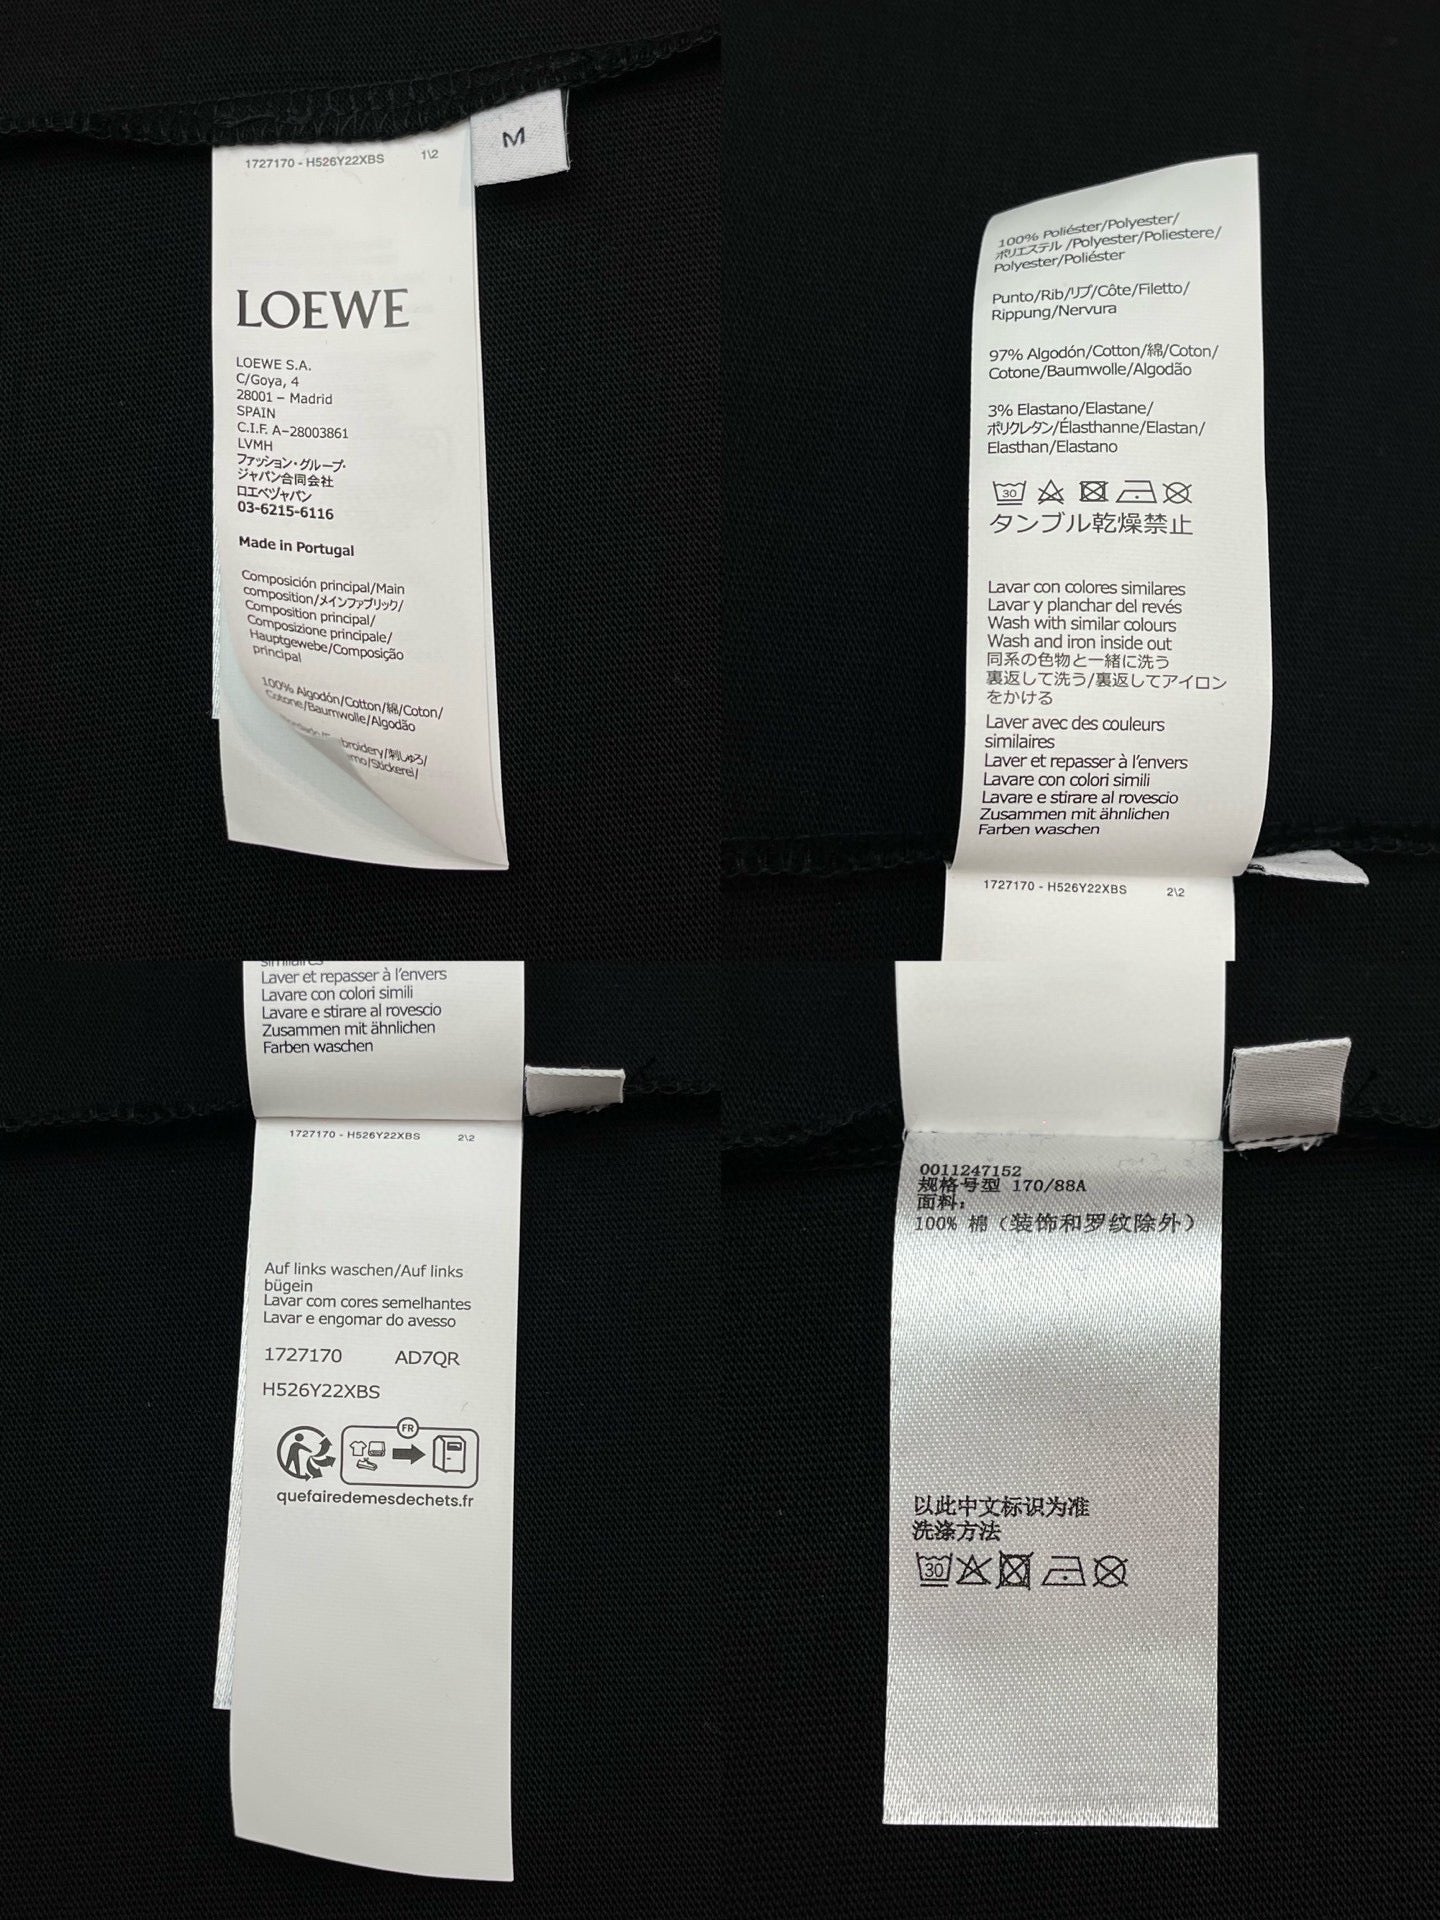 M
1727170 - H526Y22XBS 1\2
LOEWE
LOEWE S.A.
C/Goya, 4
28001 – Madrid
SPAIN
C.I.F. A-28003861
LVMH
ファッション・グループ・
ジャパン合同会社
ロエベジャパン
03-6215-6116
Made in Portugal
Composición principal/Main
composition/メインファブリック/
Composition principal/
Composizione principale/
Hauptgewebe/Composição
principal
100% Algodón/Cotton/綿/Coton/
Cotone/Baumwolle/Algodão
broidery/刺しゅう/
mo/Stickerei/
100% Poliéster/Polyester/
ポリエステル /Polyester/Poliestere/
Polyester/Poliéster
Punto/Rib/リブ/Côte/Filetto/
Rippung/Nervura
97% Algodón/Cotton/綿/Coton/
Cotone/Baumwolle/Algodão
3% Elastano/Elastane/
ポリウレタン/Élasthanne/Elastan/
Elasthan/Elastano
30
タンブル乾燥禁止
Lavar con colores similares
Lavar y planchar del revés
Wash with similar colours
Wash and iron inside out
同系の色物と一緒に洗う
裏返して洗う/裏返してアイロン
をかける
Laver avec des couleurs
similaires
Laver et repasser à l'envers
Lavare con colori simili
Lavare e stirare al rovescio
Zusammen mit ähnlichen
Farben waschen
1727170 - H526Y22XBS 2\2
similaires
Laver et repasser à l'envers
Lavare con colori simili
Lavare e stirare al rovescio
Zusammen mit ähnlichen
Farben waschen
1727170 - H526Y22XBS 2\2
Auf links waschen/Auf links
bügein
Lavar com cores semelhantes
Lavar e engomar do avesso
1727170 AD7QR
H526Y22XBS
FR
quefairedemesdechets.fr
0011247152
规格号型 170/88A
面料:
100% 棉（装饰和罗纹除外）
以此中文标识为准
洗涤方法
30